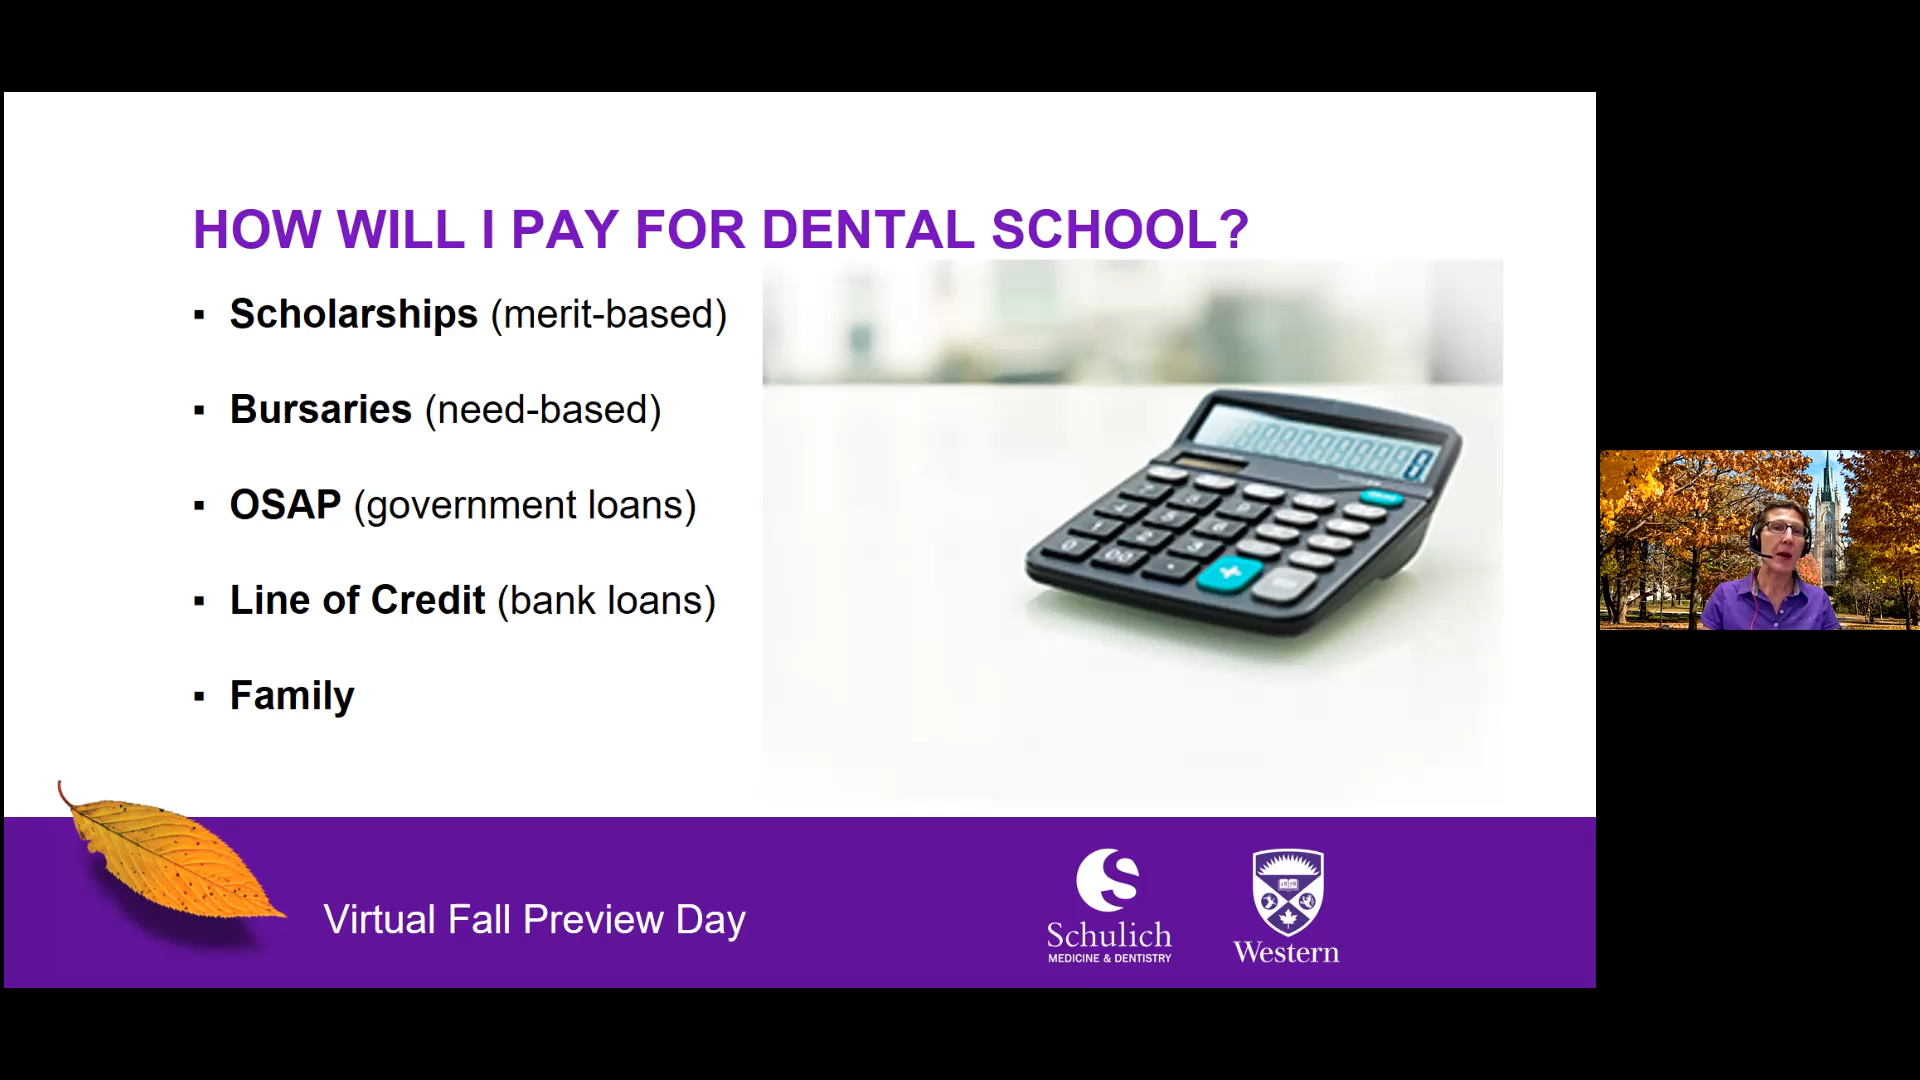 HOW WILL I PAY FOR DENTAL SCHOOL?
▪ Scholarships (merit-based)
▪ Bursaries (need-based)
▪ OSAP (government loans)
▪ Line of Credit (bank loans)
▪ Family
Virtual Fall Preview Day
Schulich
MEDICINE & DENTISTRY
Western